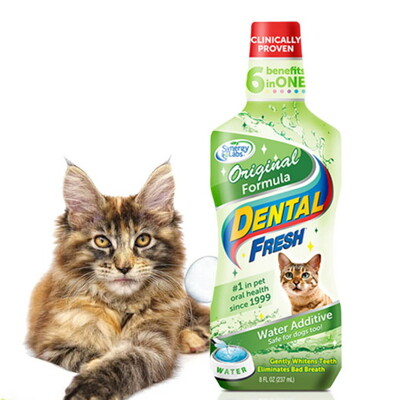 CLINICALLY
PROVEN
6 benefits
in ONE
Synergy
Labs
Original
Formula
DENTAL
FRESH
#1 in pet
oral health
since 1999
Water Additive
Safe for dogs too!
WATER
Gently Whitens Teeth
Eliminates Bad Breath
8 FL OZ (237 mL)